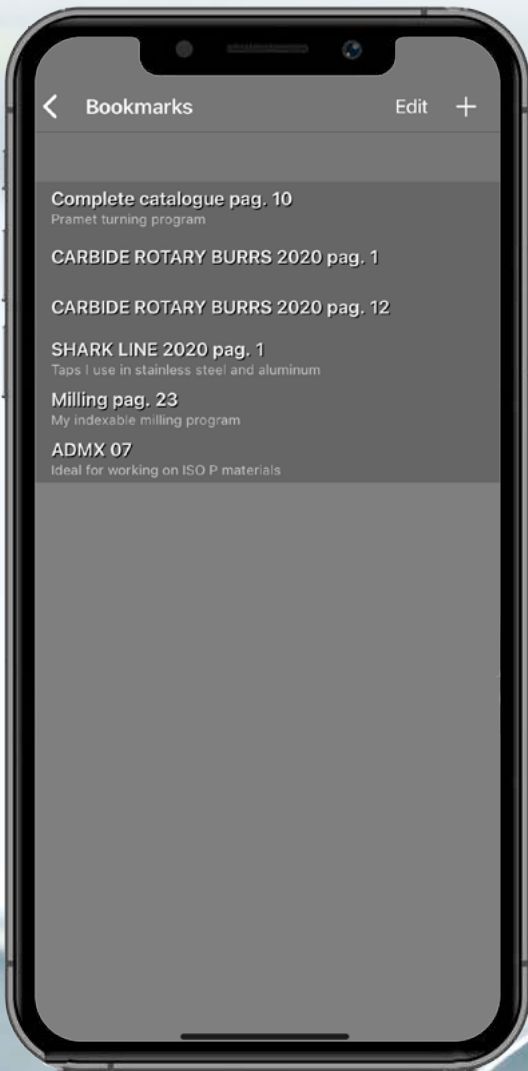 Bookmarks Edit +
Complete catalogue pag. 10
Pramet turning program
CARBIDE ROTARY BURRS 2020 pag. 1
CARBIDE ROTARY BURRS 2020 pag. 12
SHARK LINE 2020 pag. 1
Taps I use in stainless steel and aluminum
Milling pag. 23
My indexable milling program
ADMX 07
Ideal for working on ISO P materials